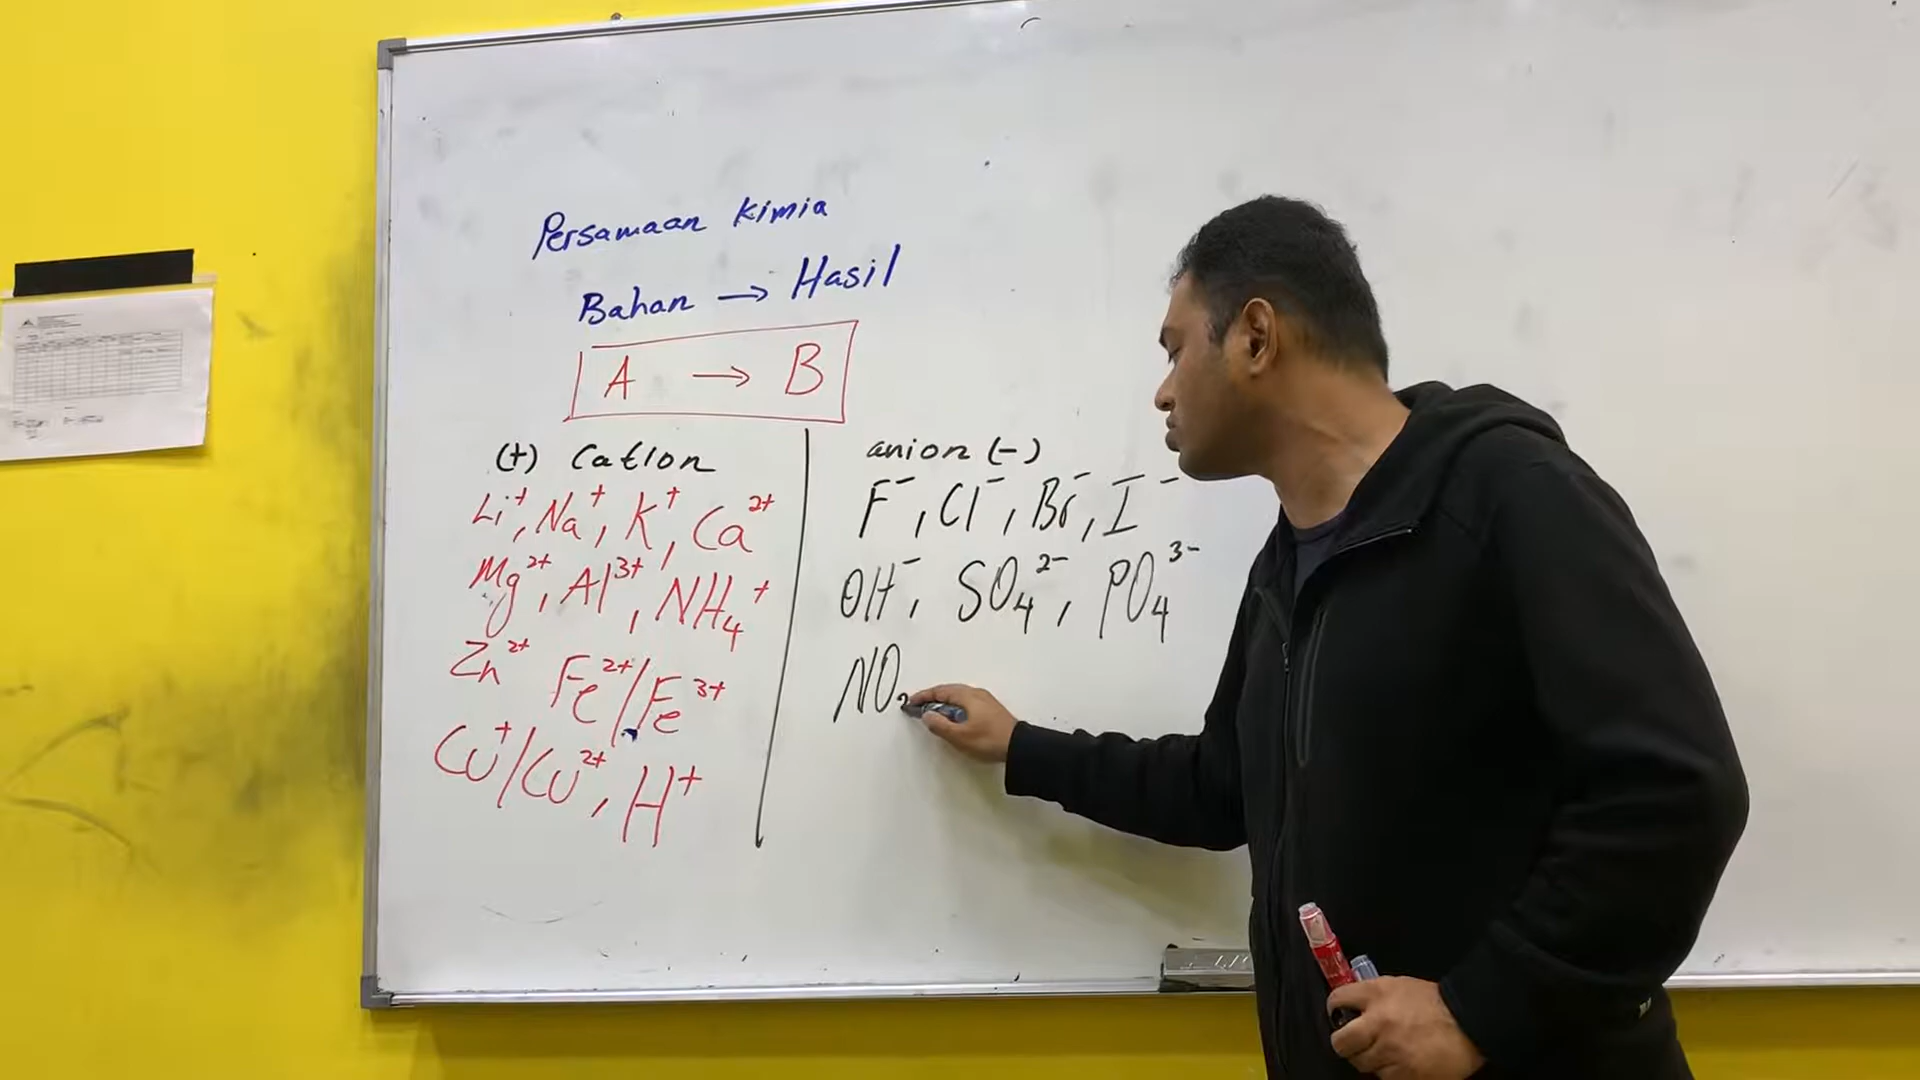 Persamaan Kimia
Bahan → Hasil
A → B
(+) Cation
Li⁺, Na⁺, K⁺, Ca²⁺
Mg²⁺, Al³⁺, NH₄⁺
Zn²⁺ Fe²⁺/Fe³⁺
Cu⁺/Cu²⁺, H⁺
anion (-)
F⁻, Cl⁻, Br⁻, I⁻
OH⁻, SO₄²⁻, PO₄³⁻
NO